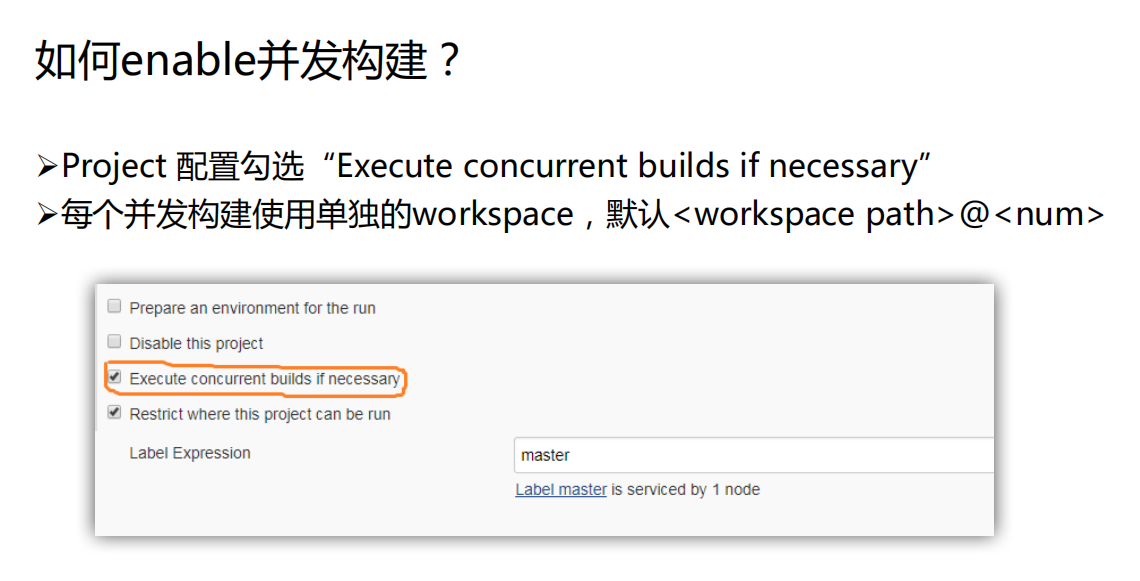 如何enable并发构建？
➢Project 配置勾选“Execute concurrent builds if necessary”
➢每个并发构建使用单独的workspace，默认<workspace path>@<num>
Prepare an environment for the run
Disable this project
Execute concurrent builds if necessary
Restrict where this project can be run
Label Expression
master
Label master is serviced by 1 node